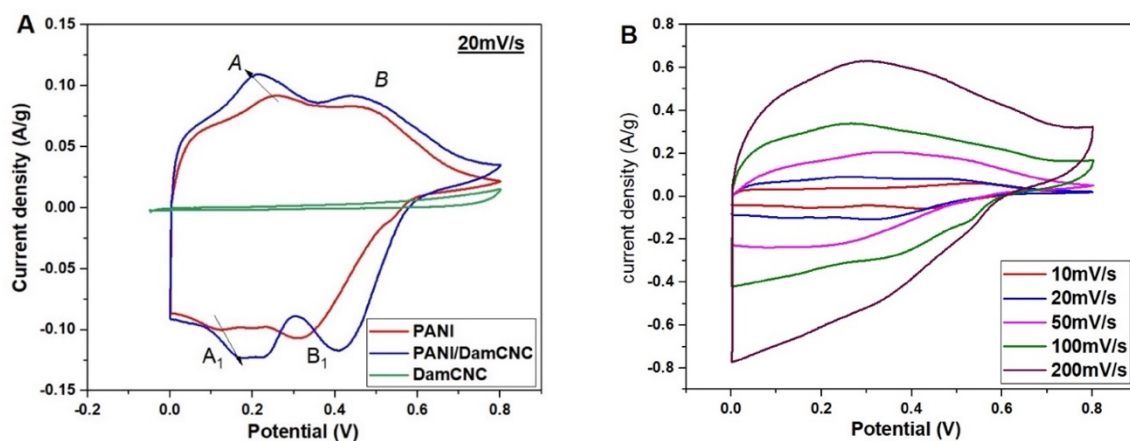 A
20mV/s
A
B
A₁
B₁
PANI
PANI/DamCNC
DamCNC
Current density (A/g)
0.15
0.10
0.05
0.00
-0.05
-0.10
-0.15
-0.2 0.0 0.2 0.4 0.6 0.8
Potential (V)
B
current density (A/g)
0.8
0.6
0.4
0.2
0.0
-0.2
-0.4
-0.6
-0.8
10mV/s
20mV/s
50mV/s
100mV/s
200mV/s
0.0 0.2 0.4 0.6 0.8
Potential (V)